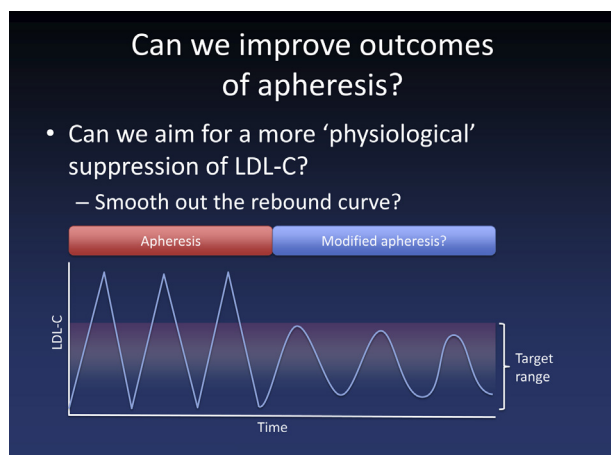 Can we improve outcomes
of apheresis?
• Can we aim for a more ‘physiological’
suppression of LDL-C?
– Smooth out the rebound curve?
Apheresis
Modified apheresis?
LDL-C
Target
range
Time